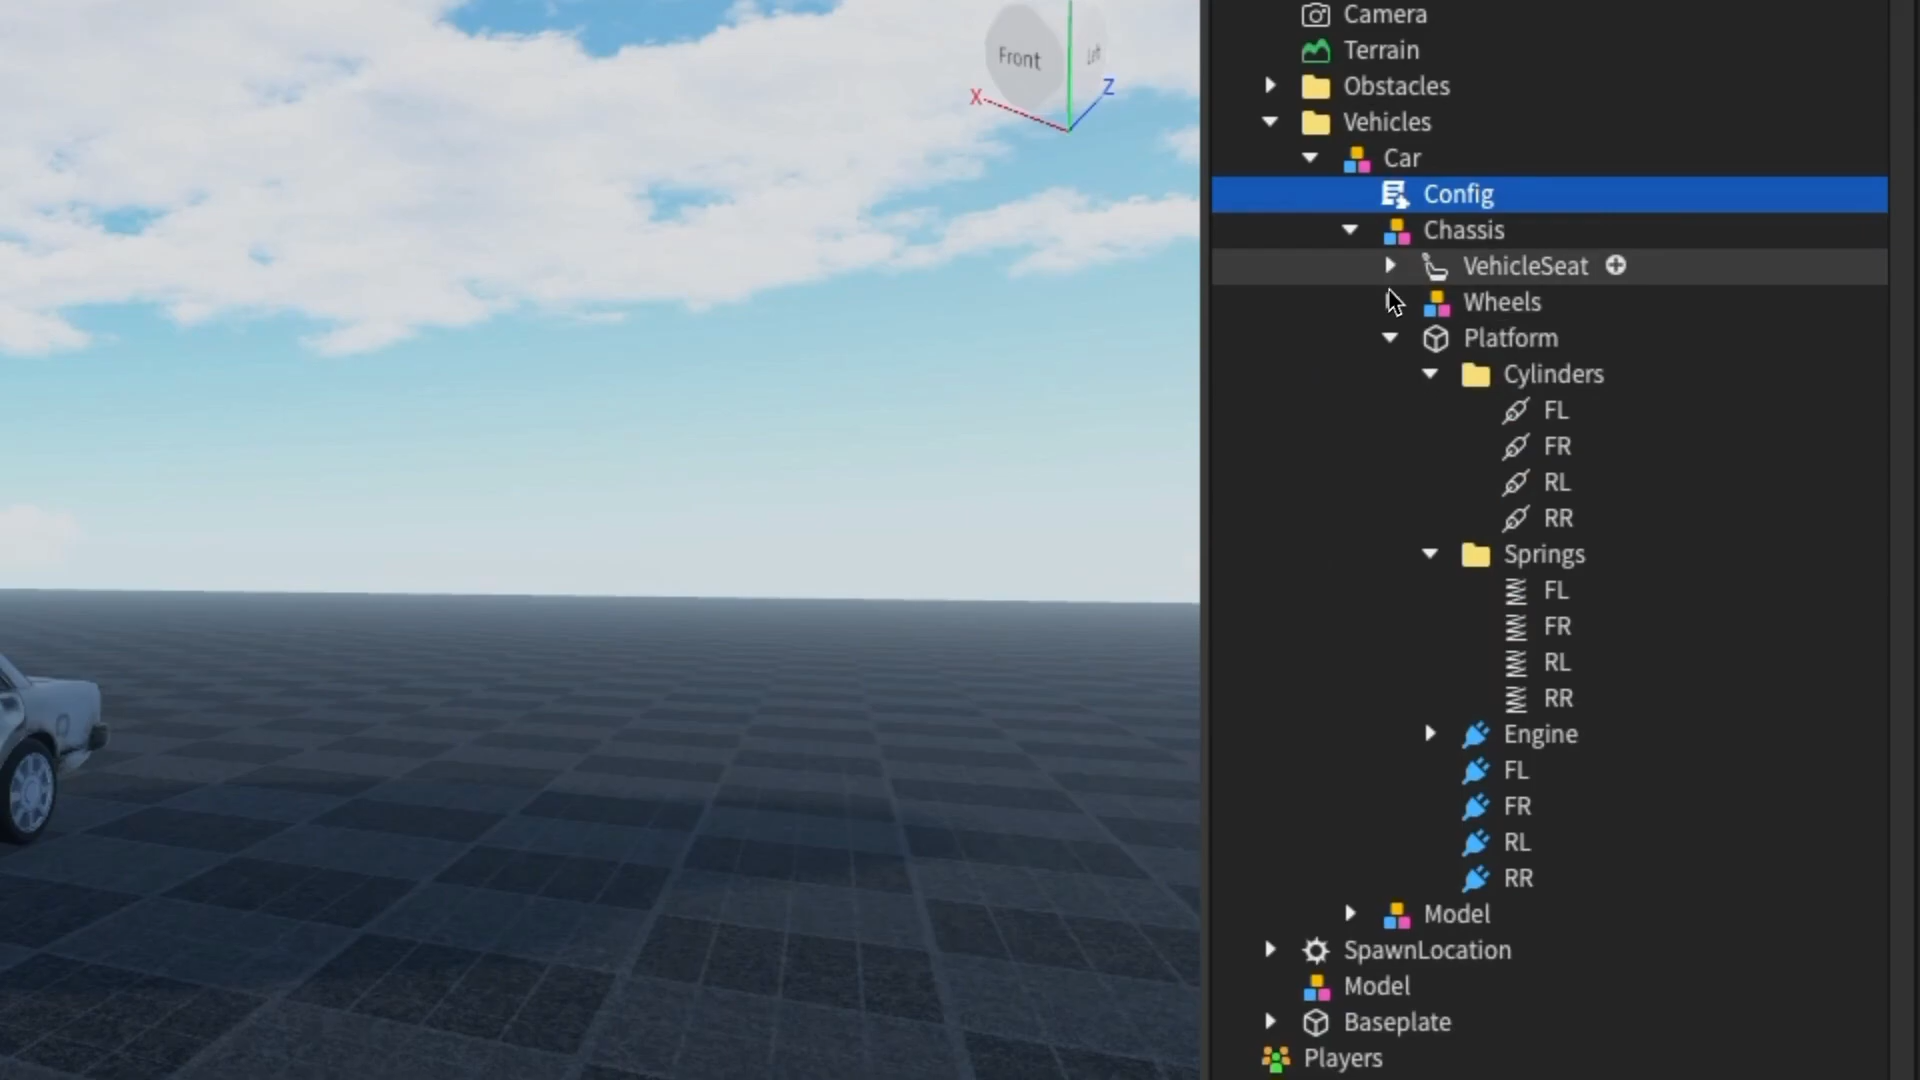 Front
Left
X
Z
Camera
Terrain
Obstacles
Vehicles
Car
Config
Chassis
VehicleSeat
Wheels
Platform
Cylinders
FL
FR
RL
RR
Springs
FL
FR
RL
RR
Engine
FL
FR
RL
RR
Model
SpawnLocation
Model
Baseplate
Players